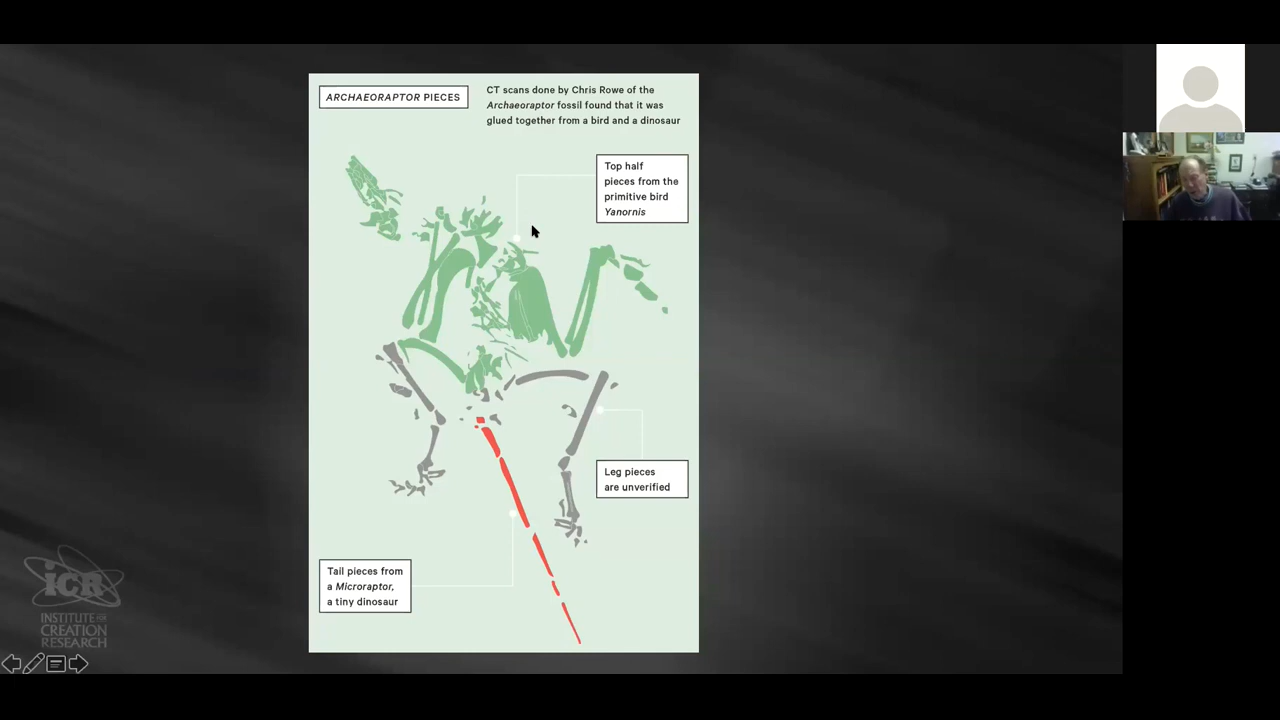 ARCHAEORAPTOR PIECES
CT scans done by Chris Rowe of the
Archaeoraptor fossil found that it was
glued together from a bird and a dinosaur
Top half
pieces from the
primitive bird
Yanornis
Leg pieces
are unverified
Tail pieces from
a Microraptor,
a tiny dinosaur
iCR
INSTITUTE FOR
CREATION
RESEARCH